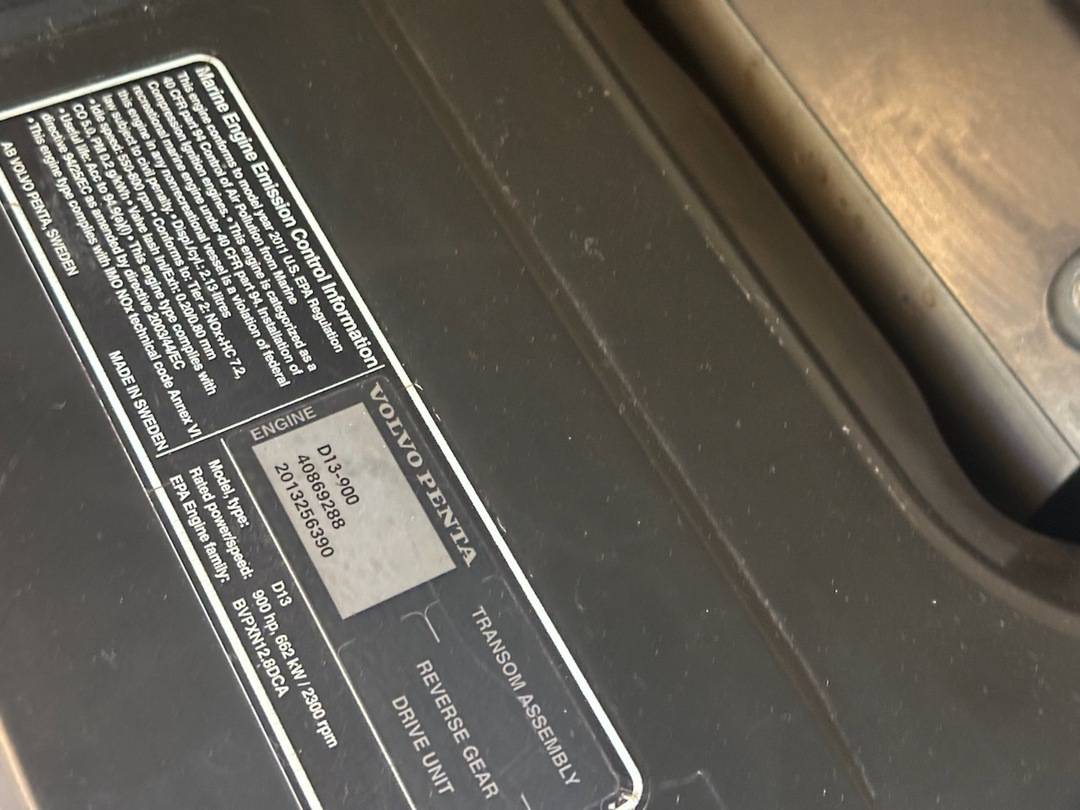 Marine Engine Emission Control Information
This engine conforms to model year 2011 U.S. EPA Regulation
40 CFR part 94 Control of Air Pollution from Marine
Compression Ignition engines. • This engine is categorized as a
recreational marine engine under 40 CFR part 94. Installation of
this engine in any nonrecreational vessel is a violation of federal
law subject to civil penalty. • Displ./cyl.: 2.13 litres
• Idle speed: 550-600 rpm • Conforms to: Tier 2: NOx+HC 7.2,
CO 5.0, PM 0.2 g/kWh • Valve lash In/Exh: 0.20/0.80 mm
• Useful life: Acc to 94.9(a)(1) • This engine type complies with
directive 94/25/EC as amended by directive 2003/44/EC
• This engine type complies with IMO NOx technical code Annex VI
AB VOLVO PENTA, SWEDEN
MADE IN SWEDEN
VOLVO PENTA
ENGINE
D13-900
40869288
2013256390
TRANSOM ASSEMBLY
REVERSE GEAR
DRIVE UNIT
Model, type: D13
Rated power/speed: 900 hp, 662 kW / 2300 rpm
EPA Engine family: BVPXN12.8DCA